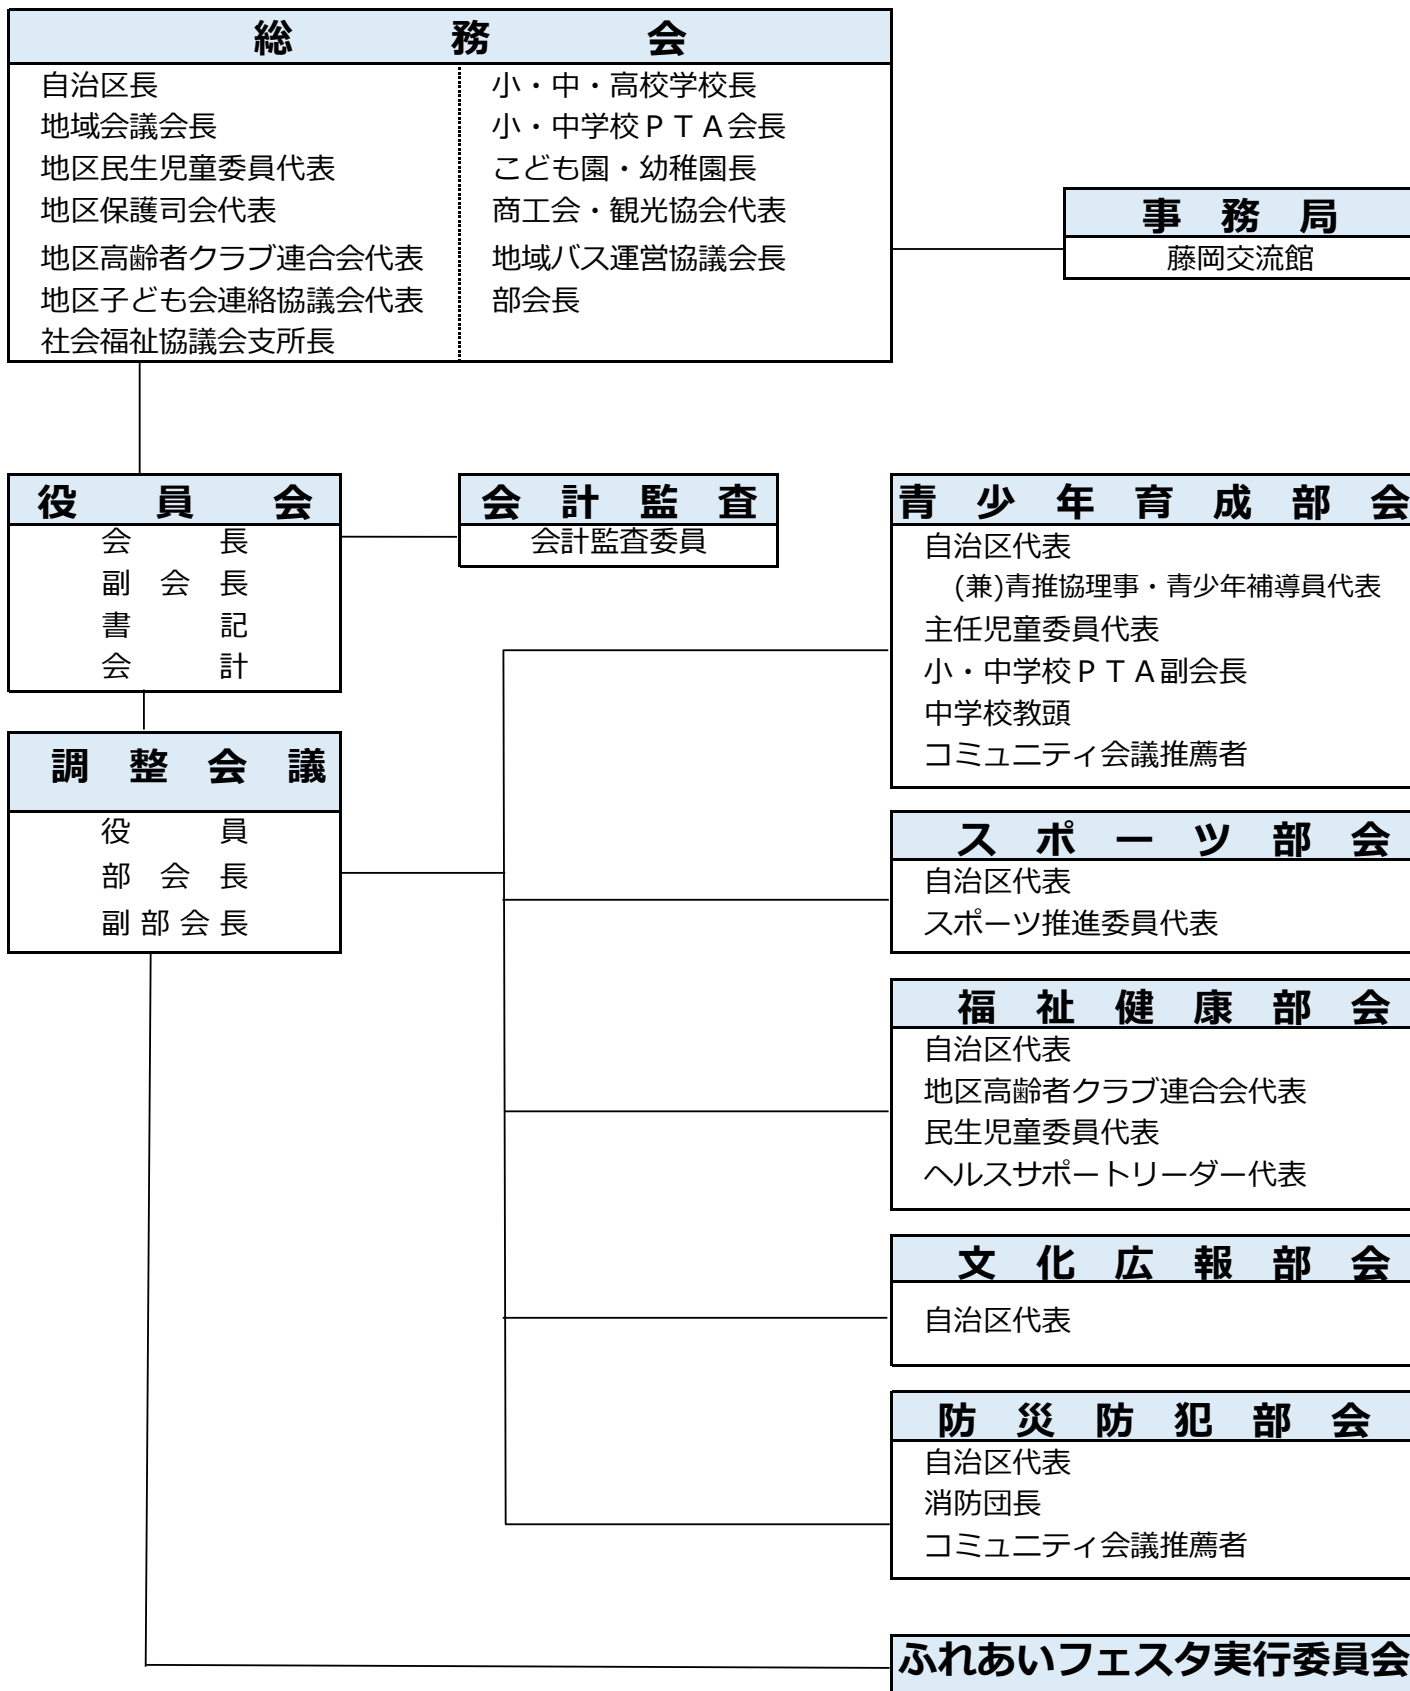 総務会
自治区長
地域会議会長
地区民生児童委員代表
地区保護司会代表
地区高齢者クラブ連合会代表
地区子ども会連絡協議会代表
社会福祉協議会支所長
小・中・高校学校長
小・中学校ＰＴＡ会長
こども園・幼稚園長
商工会・観光協会代表
地域バス運営協議会長
部会長
事務局
藤岡交流館
役員会
会長
副会長
書記
会計
会計監査
会計監査委員
調整会議
役員
部会長
副部会長
青少年育成部会
自治区代表
(兼)青推協理事・青少年補導員代表
主任児童委員代表
小・中学校ＰＴＡ副会長
中学校教頭
コミュニティ会議推薦者
スポーツ部会
自治区代表
スポーツ推進委員代表
福祉健康部会
自治区代表
地区高齢者クラブ連合会代表
民生児童委員代表
ヘルスサポートリーダー代表
文化広報部会
自治区代表
防災防犯部会
自治区代表
消防団長
コミュニティ会議推薦者
ふれあいフェスタ実行委員会